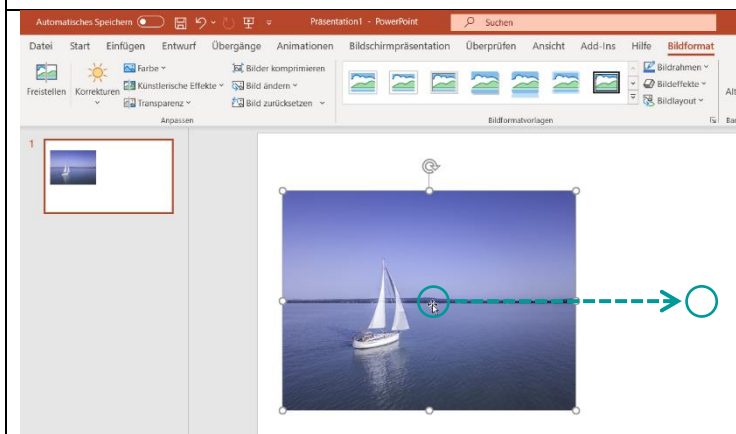 Automatisches Speichern Präsentation1 - PowerPoint Suchen
Datei Start Einfügen Entwurf Übergänge Animationen Bildschirmpräsentation Überprüfen Ansicht Add-Ins Hilfe Bildformat
Freistellen Korrekturen Farbe Bilder komprimieren Bildrahmen
Künstlerische Effekte Bild ändern Bildeffekte
Transparenz Bild zurücksetzen Bildlayout
Anpassen Bildformatvorlagen
1